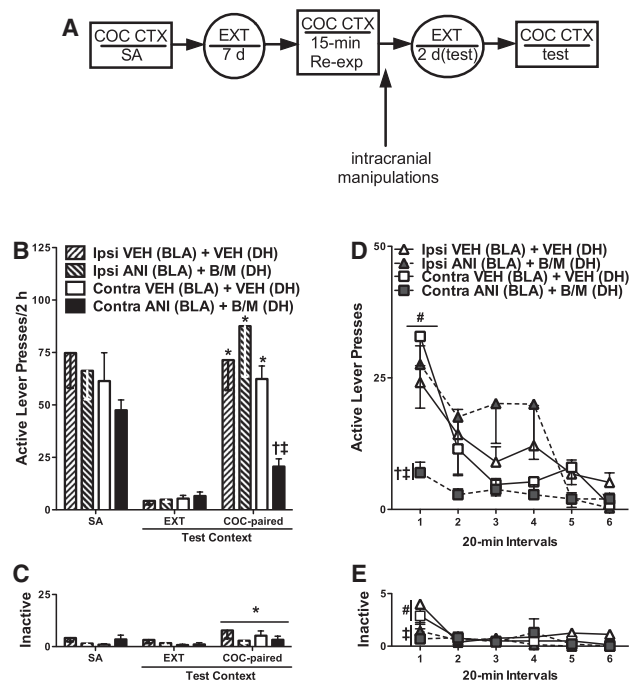 A
COC CTX
SA
EXT
7 d
COC CTX
15-min
Re-exp
EXT
2 d(test)
COC CTX
test
intracranial
manipulations
B
Active Lever Presses/2 h
125
100
75
50
25
0
Ipsi VEH (BLA) + VEH (DH)
Ipsi ANI (BLA) + B/M (DH)
Contra VEH (BLA) + VEH (DH)
Contra ANI (BLA) + B/M (DH)
* * *
†‡
SA EXT COC-paired
Test Context
D
Active Lever Presses
50
25
0
Ipsi VEH (BLA) + VEH (DH)
Ipsi ANI (BLA) + B/M (DH)
Contra VEH (BLA) + VEH (DH)
Contra ANI (BLA) + B/M (DH)
#
†‡
1 2 3 4 5 6
20-min Intervals
C
Inactive
25
0
*
SA EXT COC-paired
Test Context
E
Inactive
5
0
#
‡
1 2 3 4 5 6
20-min Intervals